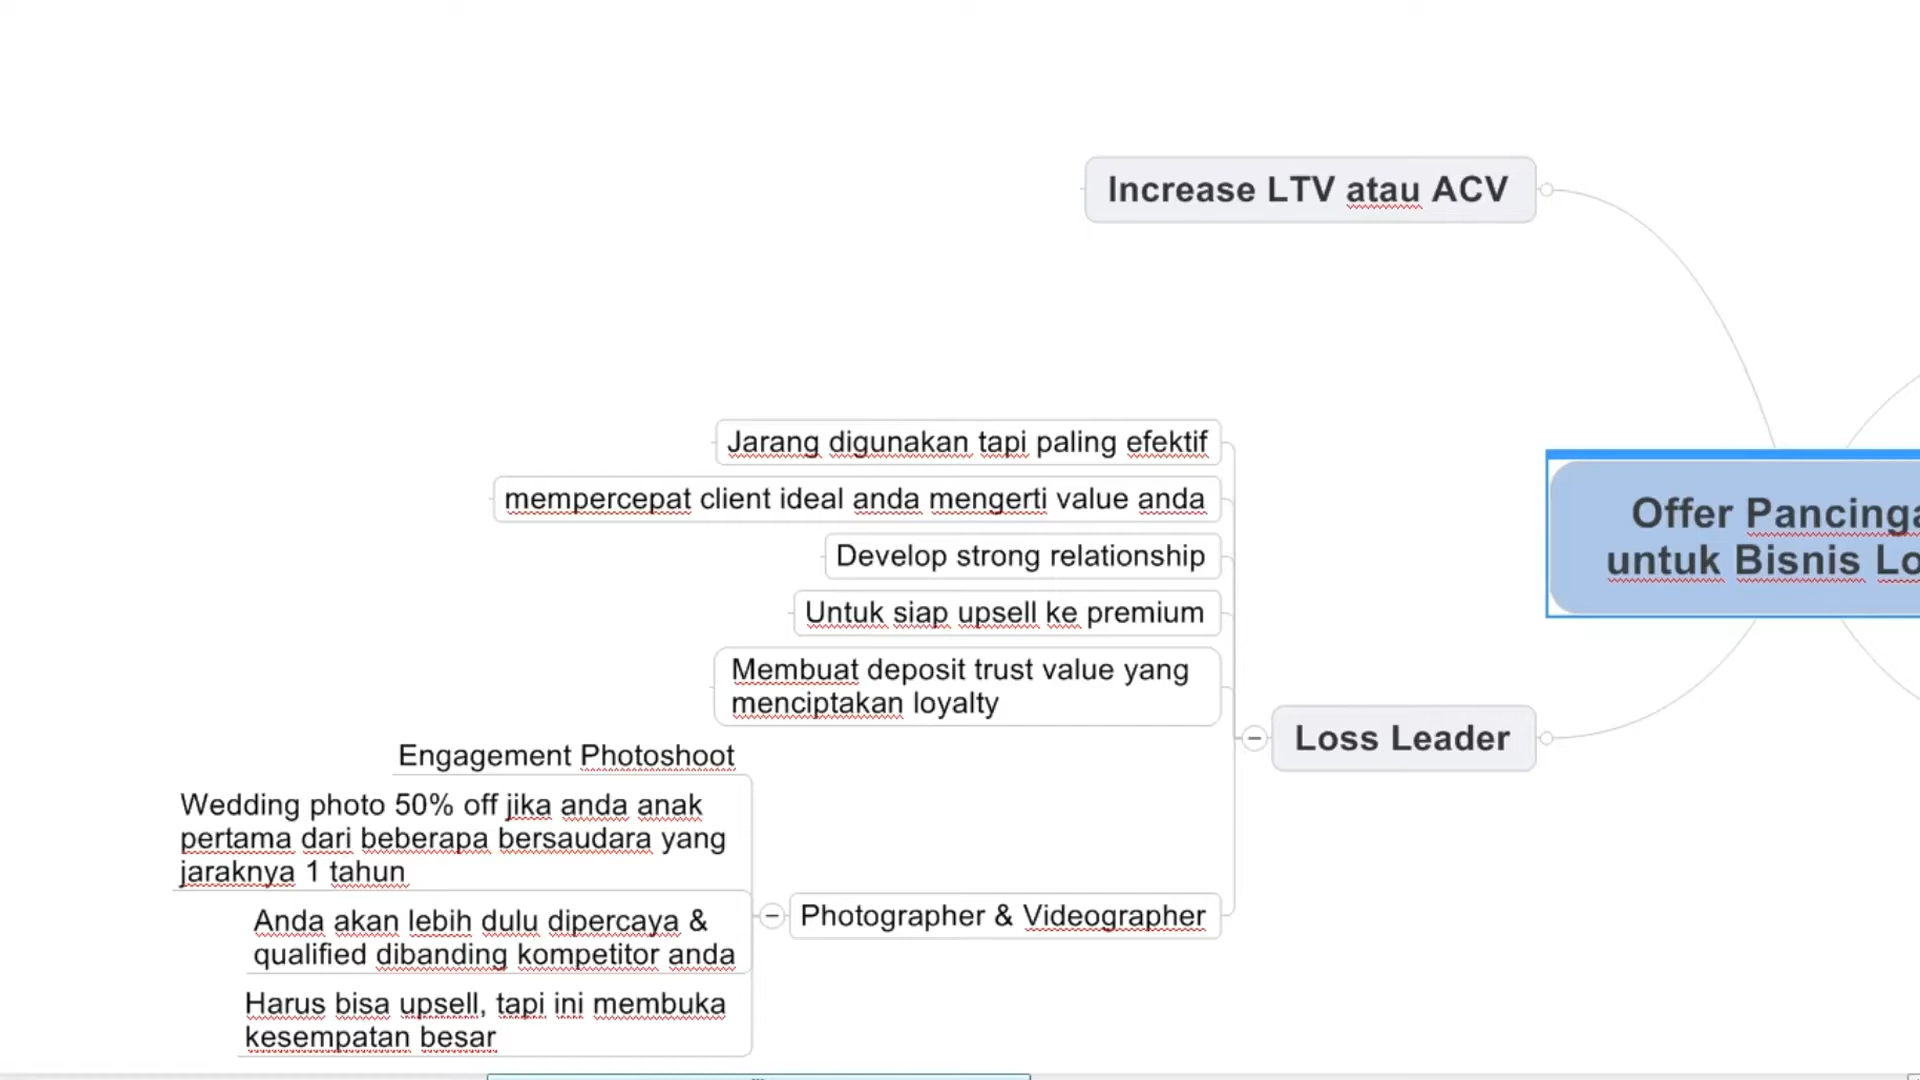 Increase LTV atau ACV
Jarang digunakan tapi paling efektif
mempercepat client ideal anda mengerti value anda
Develop strong relationship
Untuk siap upsell ke premium
Membuat deposit trust value yang
menciptakan loyalty
Loss Leader
Offer
untuk Bisnis
Engagement Photoshoot
Wedding photo 50% off jika anda anak
pertama dari beberapa bersaudara yang
jaraknya 1 tahun
Anda akan lebih dulu dipercaya &
qualified dibanding kompetitor anda
Harus bisa upsell, tapi ini membuka
kesempatan besar
Photographer & Videographer